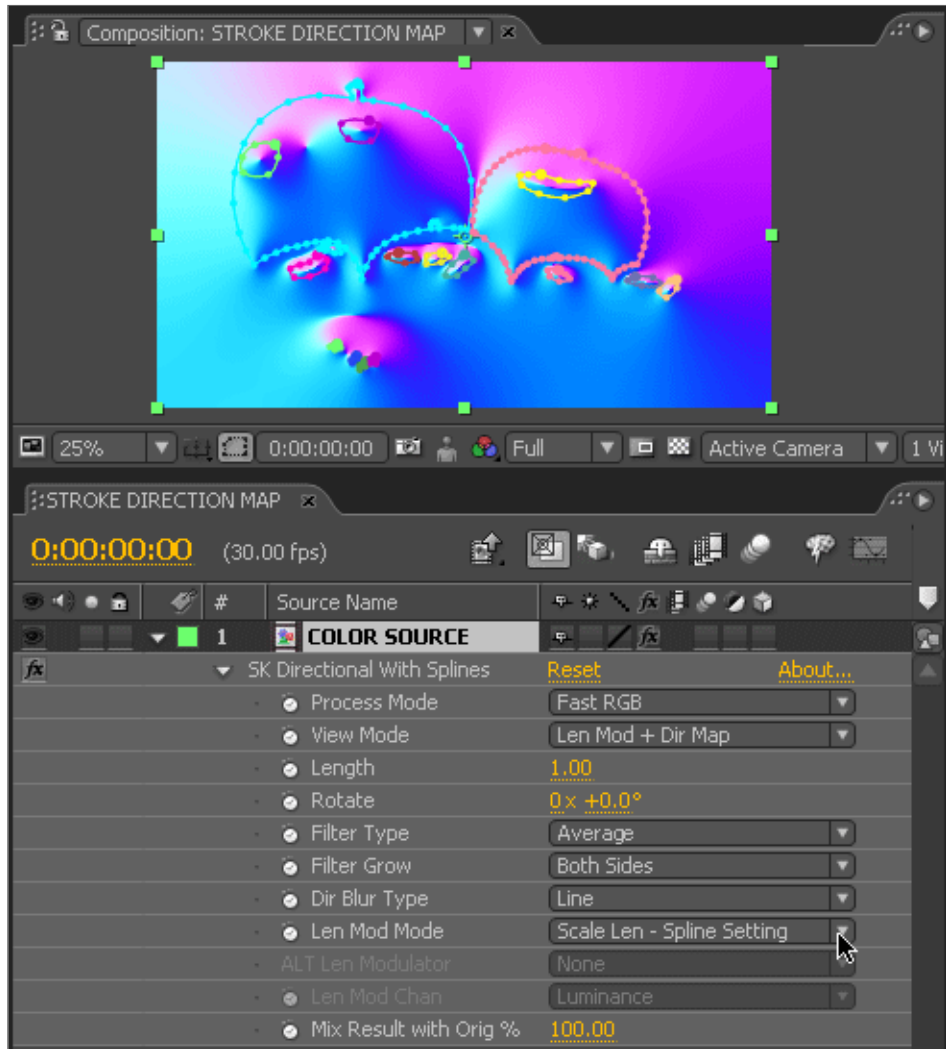 Composition: STROKE DIRECTION MAP
25% 0:00:00:00 Full Active Camera 1 Vi
STROKE DIRECTION MAP
0:00:00:00 (30.00 fps)
# Source Name fx
1 COLOR SOURCE fx
fx SK Directional With Splines Reset About...
Process Mode Fast RGB
View Mode Len Mod + Dir Map
Length 1.00
Rotate 0x +0.0°
Filter Type Average
Filter Grow Both Sides
Dir Blur Type Line
Len Mod Mode Scale Len - Spline Setting
ALT Len Modulator None
Len Mod Chan Luminance
Mix Result with Orig % 100.00